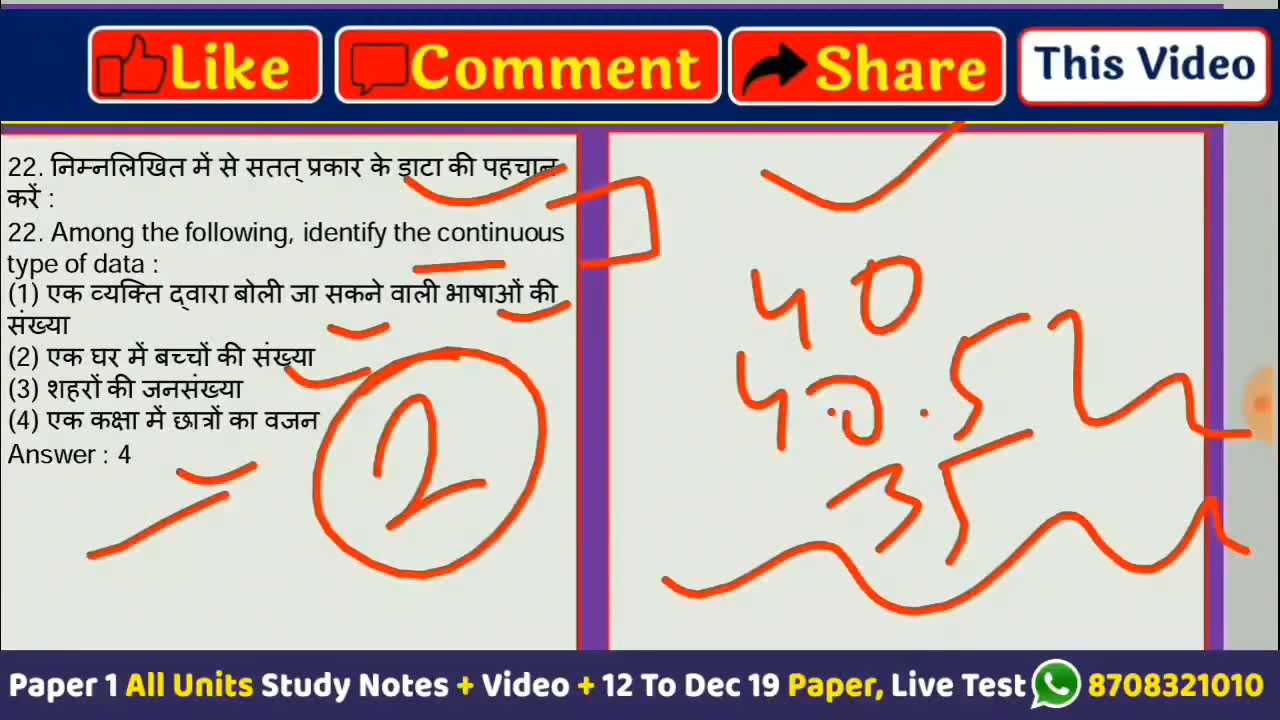 Like Comment Share This Video
22. निम्नलिखित में से सतत् प्रकार के डाटा की पहचान
करें :
22. Among the following, identify the continuous
type of data :
(1) एक व्यक्ति द्वारा बोली जा सकने वाली भाषाओं की
संख्या
(2) एक घर में बच्चों की संख्या
(3) शहरों की जनसंख्या
(4) एक कक्षा में छात्रों का वजन
Answer : 4
2
40
40.5
35
Paper 1 All Units Study Notes + Video + 12 To Dec 19 Paper, Live Test 8708321010